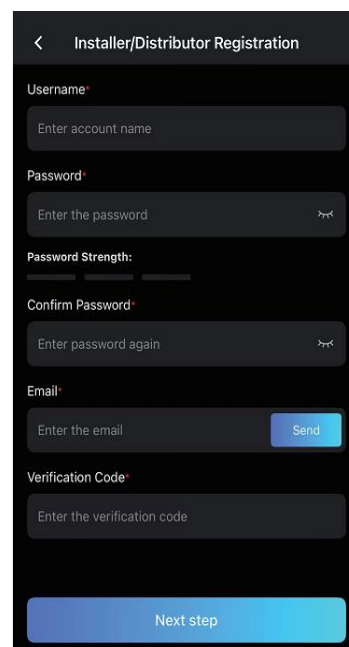 Installer/Distributor Registration
Username*
Enter account name
Password*
Enter the password
Password Strength:
Confirm Password*
Enter password again
Email*
Enter the email
Send
Verification Code*
Enter the verification code
Next step